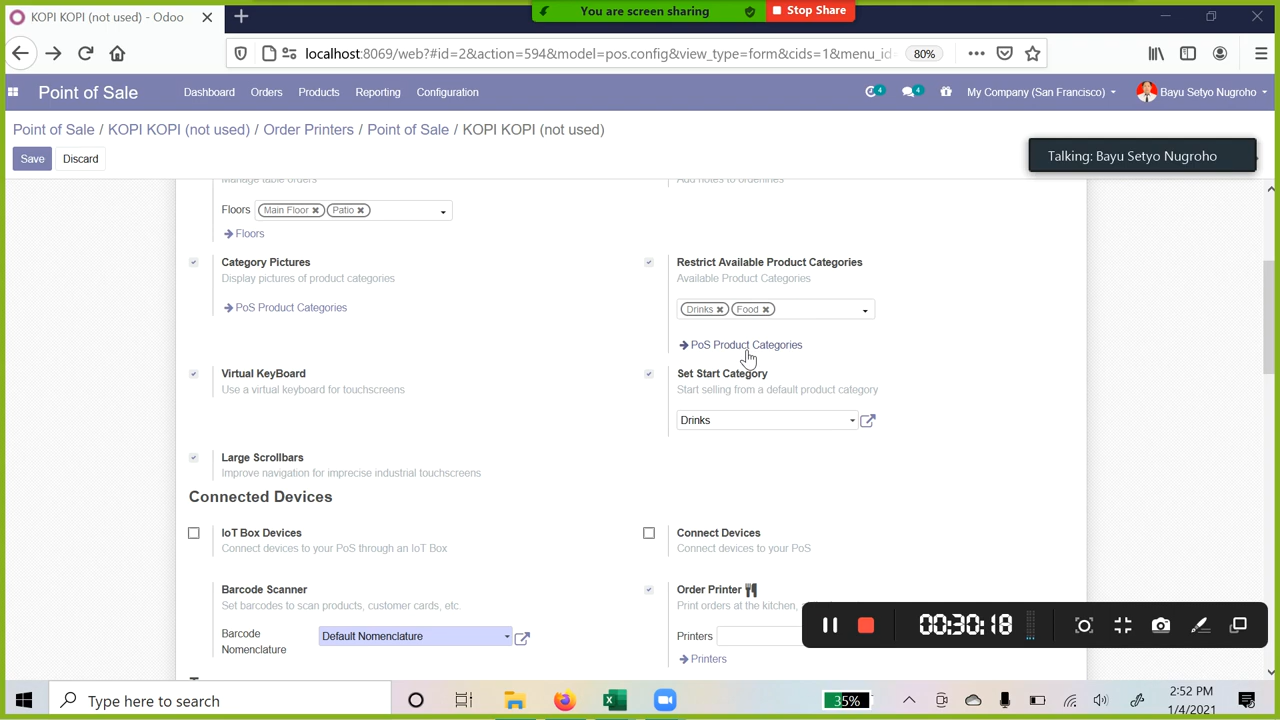 KOPI KOPI (not used) - Odoo
You are screen sharing
Stop Share
localhost:8069/web?#id=2&action=594&model=pos.config&view_type=form&cids=1&menu_id=
80%
Point of Sale
Dashboard
Orders
Products
Reporting
Configuration
4
4
My Company (San Francisco)
Bayu Setyo Nugroho
Point of Sale / KOPI KOPI (not used) / Order Printers / Point of Sale / KOPI KOPI (not used)
Save
Discard
Talking: Bayu Setyo Nugroho
Manage table orders
Add notes to orderlines
Floors
Main Floor
Patio
Floors
Category Pictures
Display pictures of product categories
PoS Product Categories
Restrict Available Product Categories
Available Product Categories
Drinks
Food
PoS Product Categories
Virtual KeyBoard
Use a virtual keyboard for touchscreens
Set Start Category
Start selling from a default product category
Drinks
Large Scrollbars
Improve navigation for imprecise industrial touchscreens
Connected Devices
IoT Box Devices
Connect devices to your PoS through an IoT Box
Connect Devices
Connect devices to your PoS
Barcode Scanner
Set barcodes to scan products, customer cards, etc.
Barcode
Nomenclature
Default Nomenclature
Order Printer
Print orders at the kitchen,
Printers
Printers
00:30:18
Type here to search
35%
2:52 PM
1/4/2021